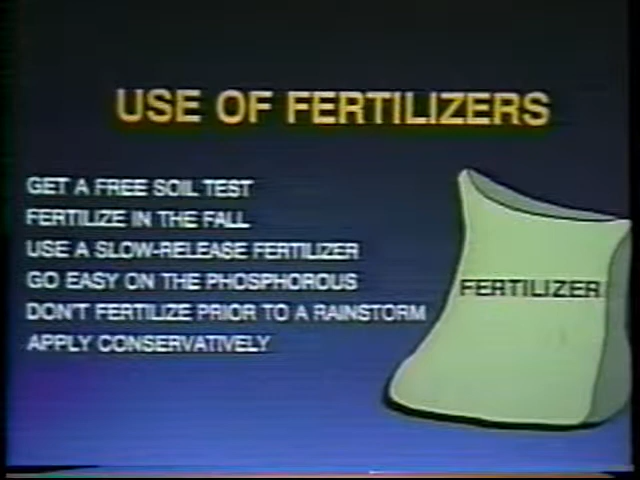 USE OF FERTILIZERS
GET A FREE SOIL TEST
FERTILIZE IN THE FALL
USE A SLOW-RELEASE FERTILIZER
GO EASY ON THE PHOSPHOROUS
DON'T FERTILIZE PRIOR TO A RAINSTORM
APPLY CONSERVATIVELY
FERTILIZER